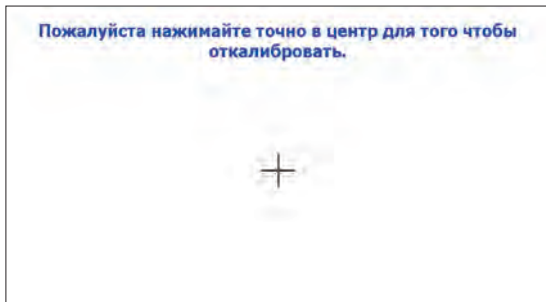 Пожалуйста нажимайте точно в центр для того чтобы
откалибровать.